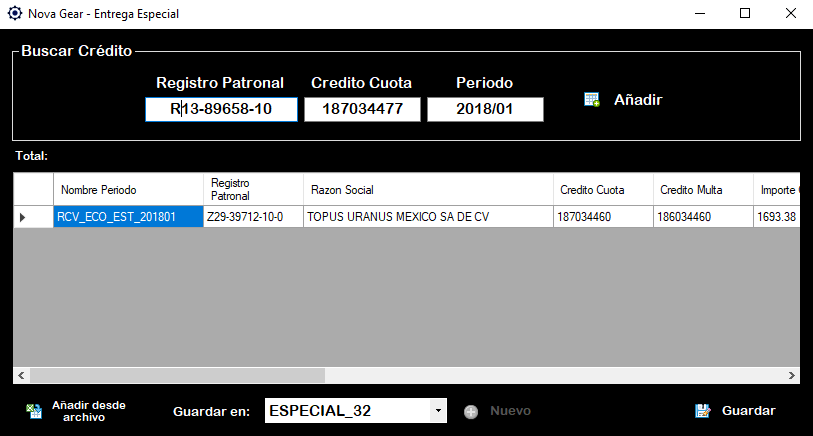 Nova Gear - Entrega Especial
Buscar Crédito
Registro Patronal Credito Cuota Periodo
R13-89658-10 187034477 2018/01 Añadir
Total:
Nombre Periodo Registro Patronal Razon Social Credito Cuota Credito Multa Importe
RCV_ECO_EST_201801 Z29-39712-10-0 TOPUS URANUS MEXICO SA DE CV 187034460 186034460 1693.38
Añadir desde
archivo
Guardar en: ESPECIAL_32 Nuevo Guardar